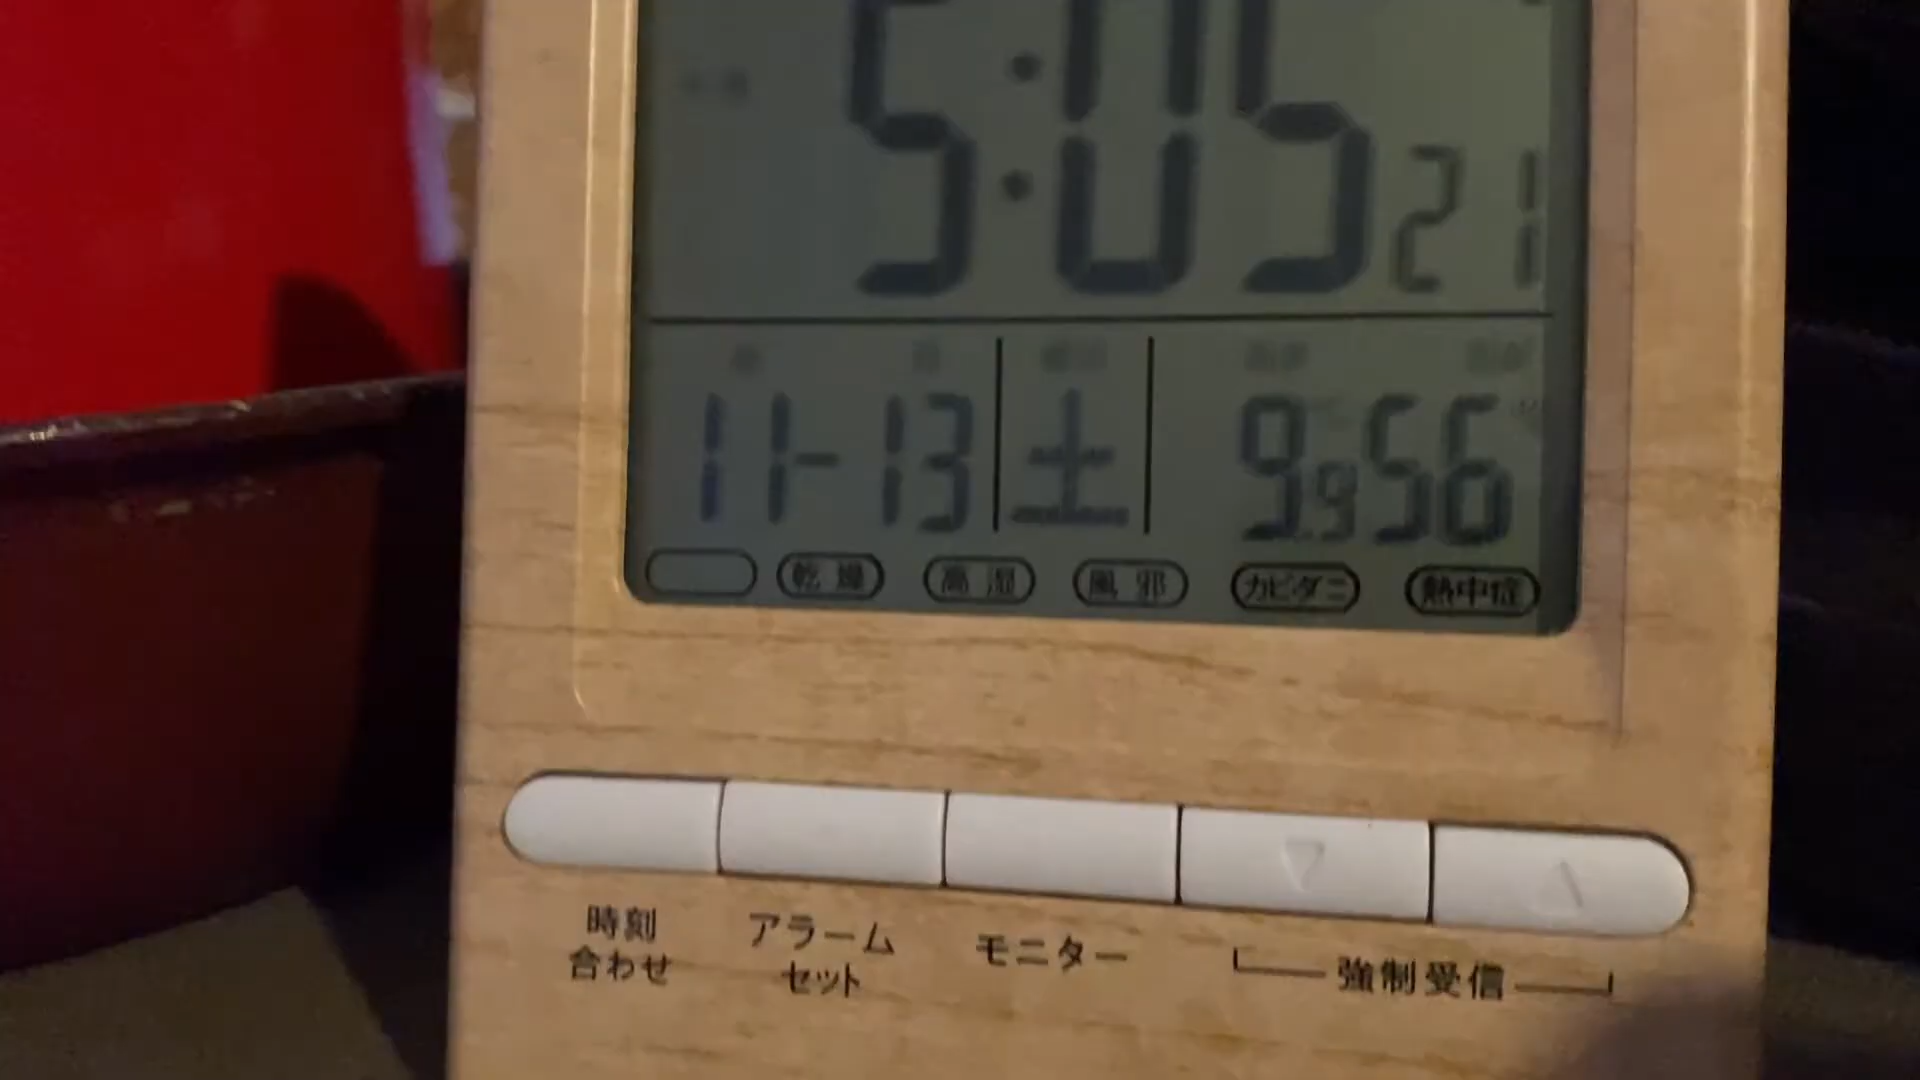 5:05 21
11-13 土 9.9 56
乾燥 高湿 風邪 カビダニ 熱中症
時刻
合わせ
アラーム
セット
モニター
強制受信